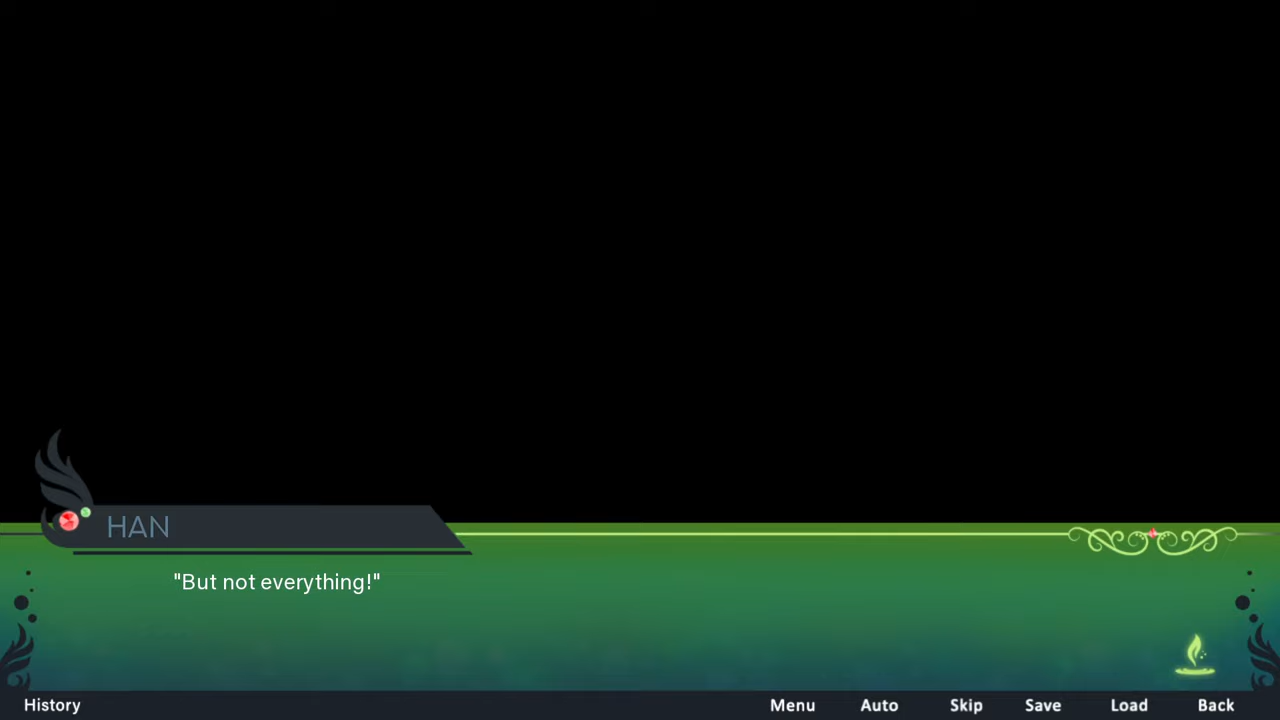 HAN
"But not everything!"
History
Menu
Auto
Skip
Save
Load
Back